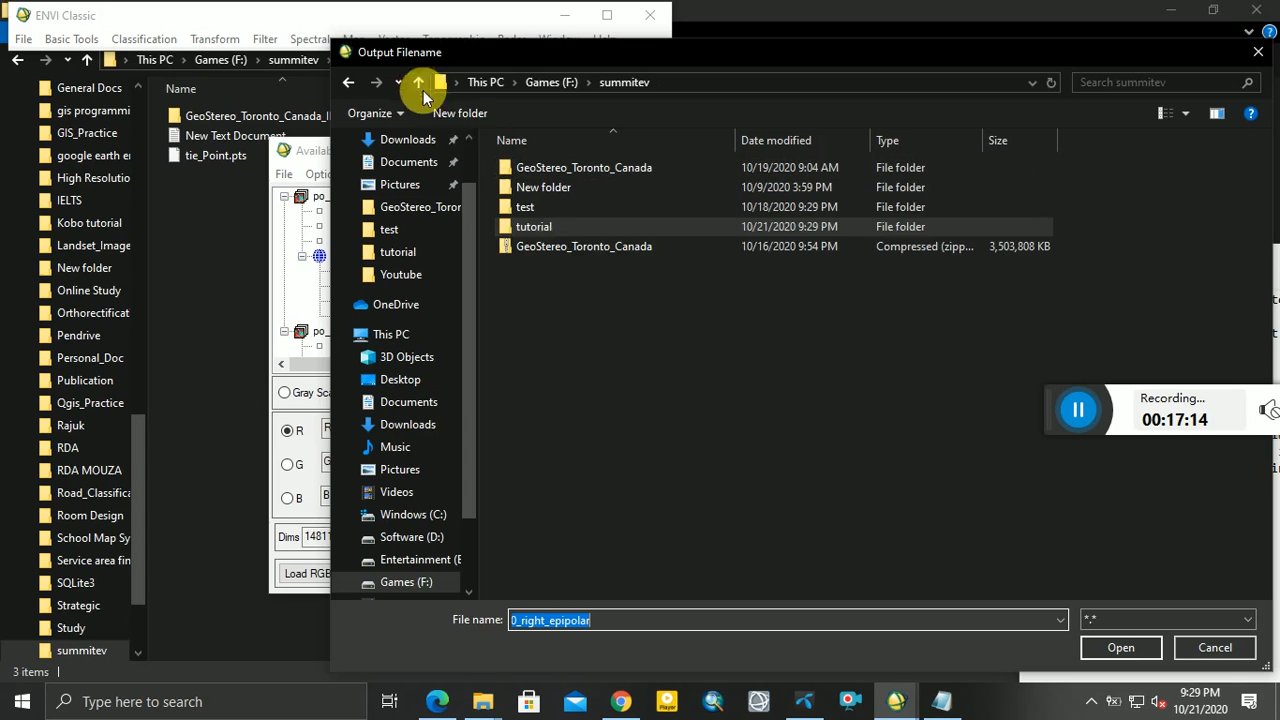 ENVI Classic
File Basic Tools Classification Transform Filter Spectral
This PC Games (F:) summitev
General Docs
gis programmi
GIS_Practice
google earth e
High Resolutio
IELTS
Kobo tutorial
Landset_Image
New folder
Online Study
Orthorectificat
Pendrive
Personal_Doc
Publication
Qgis_Practice
Rajuk
RDA
RDA MOUZA
Road_Classifica
Room Design
School Map Sy
Service area fin
SQLite3
Strategic
Study
summitev
3 items
Name
GeoStereo_Toronto_Canada_I
New Text Document
tie_Point.pts
Availab
File Optio
po_
po_
Gray Sca
R
G
B
Dims 1481
Load RGB
Output Filename
This PC Games (F:) summitev
Search summitev
Organize New folder
Downloads
Documents
Pictures
GeoStereo_Toror
test
tutorial
Youtube
OneDrive
This PC
3D Objects
Desktop
Documents
Downloads
Music
Pictures
Videos
Windows (C:)
Software (D:)
Entertainment (E
Games (F:)
Name Date modified Type Size
GeoStereo_Toronto_Canada 10/19/2020 5:04 AM File folder
New folder 10/9/2020 3:59 PM File folder
test 10/18/2020 9:29 PM File folder
tutorial 10/21/2020 9:29 PM File folder
GeoStereo_Toronto_Canada 10/16/2020 9:54 PM Compressed (zipp... 3,503,808 KB
Recording...
00:17:14
File name: 0_right_epipolar
*.*
Open Cancel
Type here to search
9:29 PM
10/21/2020